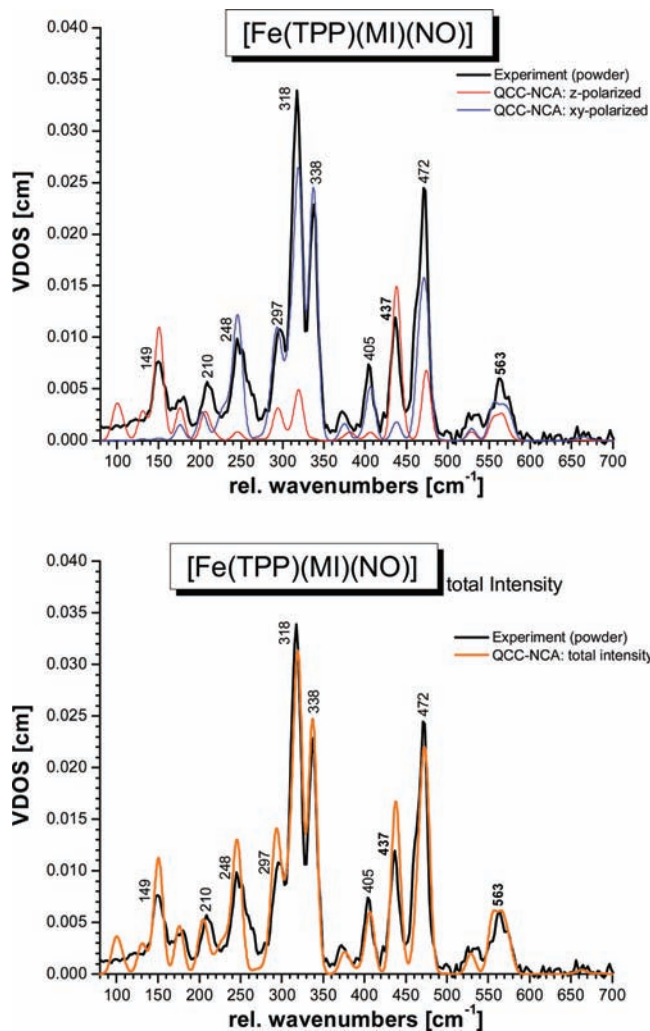 [Fe(TPP)(MI)(NO)]
Experiment (powder)
QCC-NCA: z-polarized
QCC-NCA: xy-polarized
VDOS [cm]
0.040
0.035
0.030
0.025
0.020
0.015
0.010
0.005
0.000
149
210
248
297
318
338
405
437
472
563
100 150 200 250 300 350 400 450 500 550 600 650 700
rel. wavenumbers [cm-1]
[Fe(TPP)(MI)(NO)]
total Intensity
Experiment (powder)
QCC-NCA: total intensity
VDOS [cm]
0.040
0.035
0.030
0.025
0.020
0.015
0.010
0.005
0.000
149
210
248
297
318
338
405
437
472
563
100 150 200 250 300 350 400 450 500 550 600 650 700
rel. wavenumbers [cm-1]